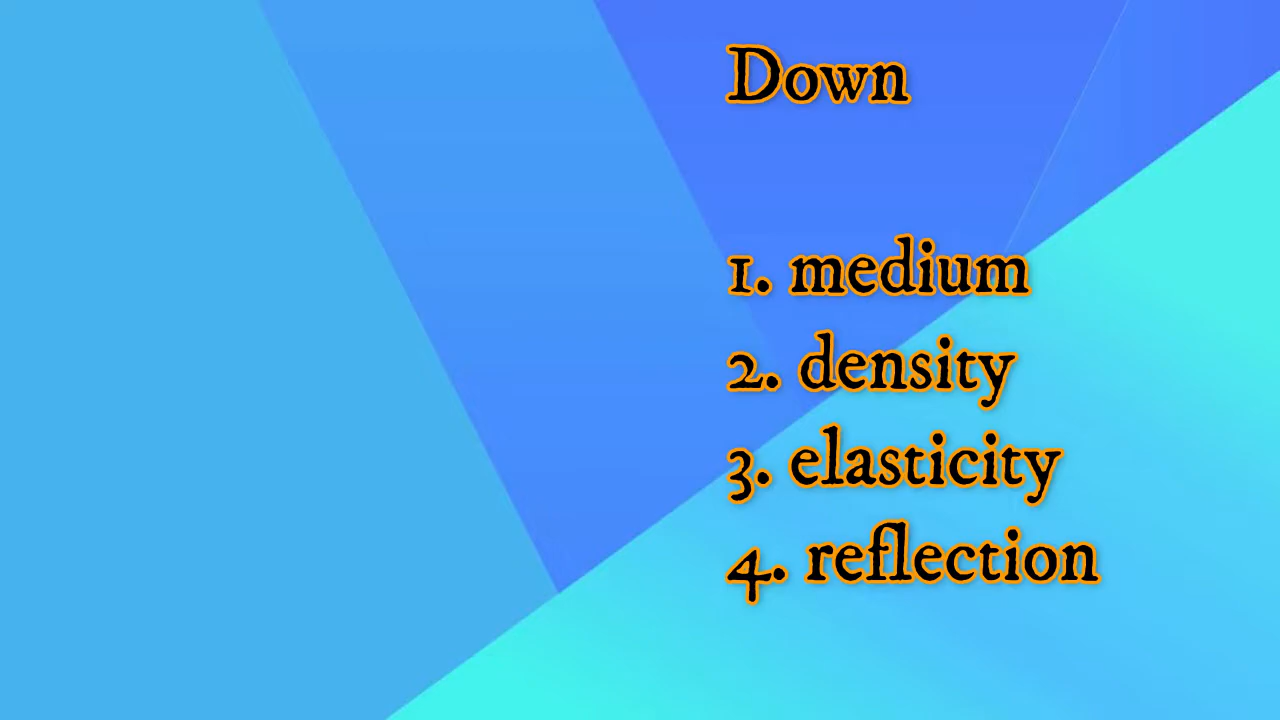 Down
1. medium
2. density
3. elasticity
4. reflection